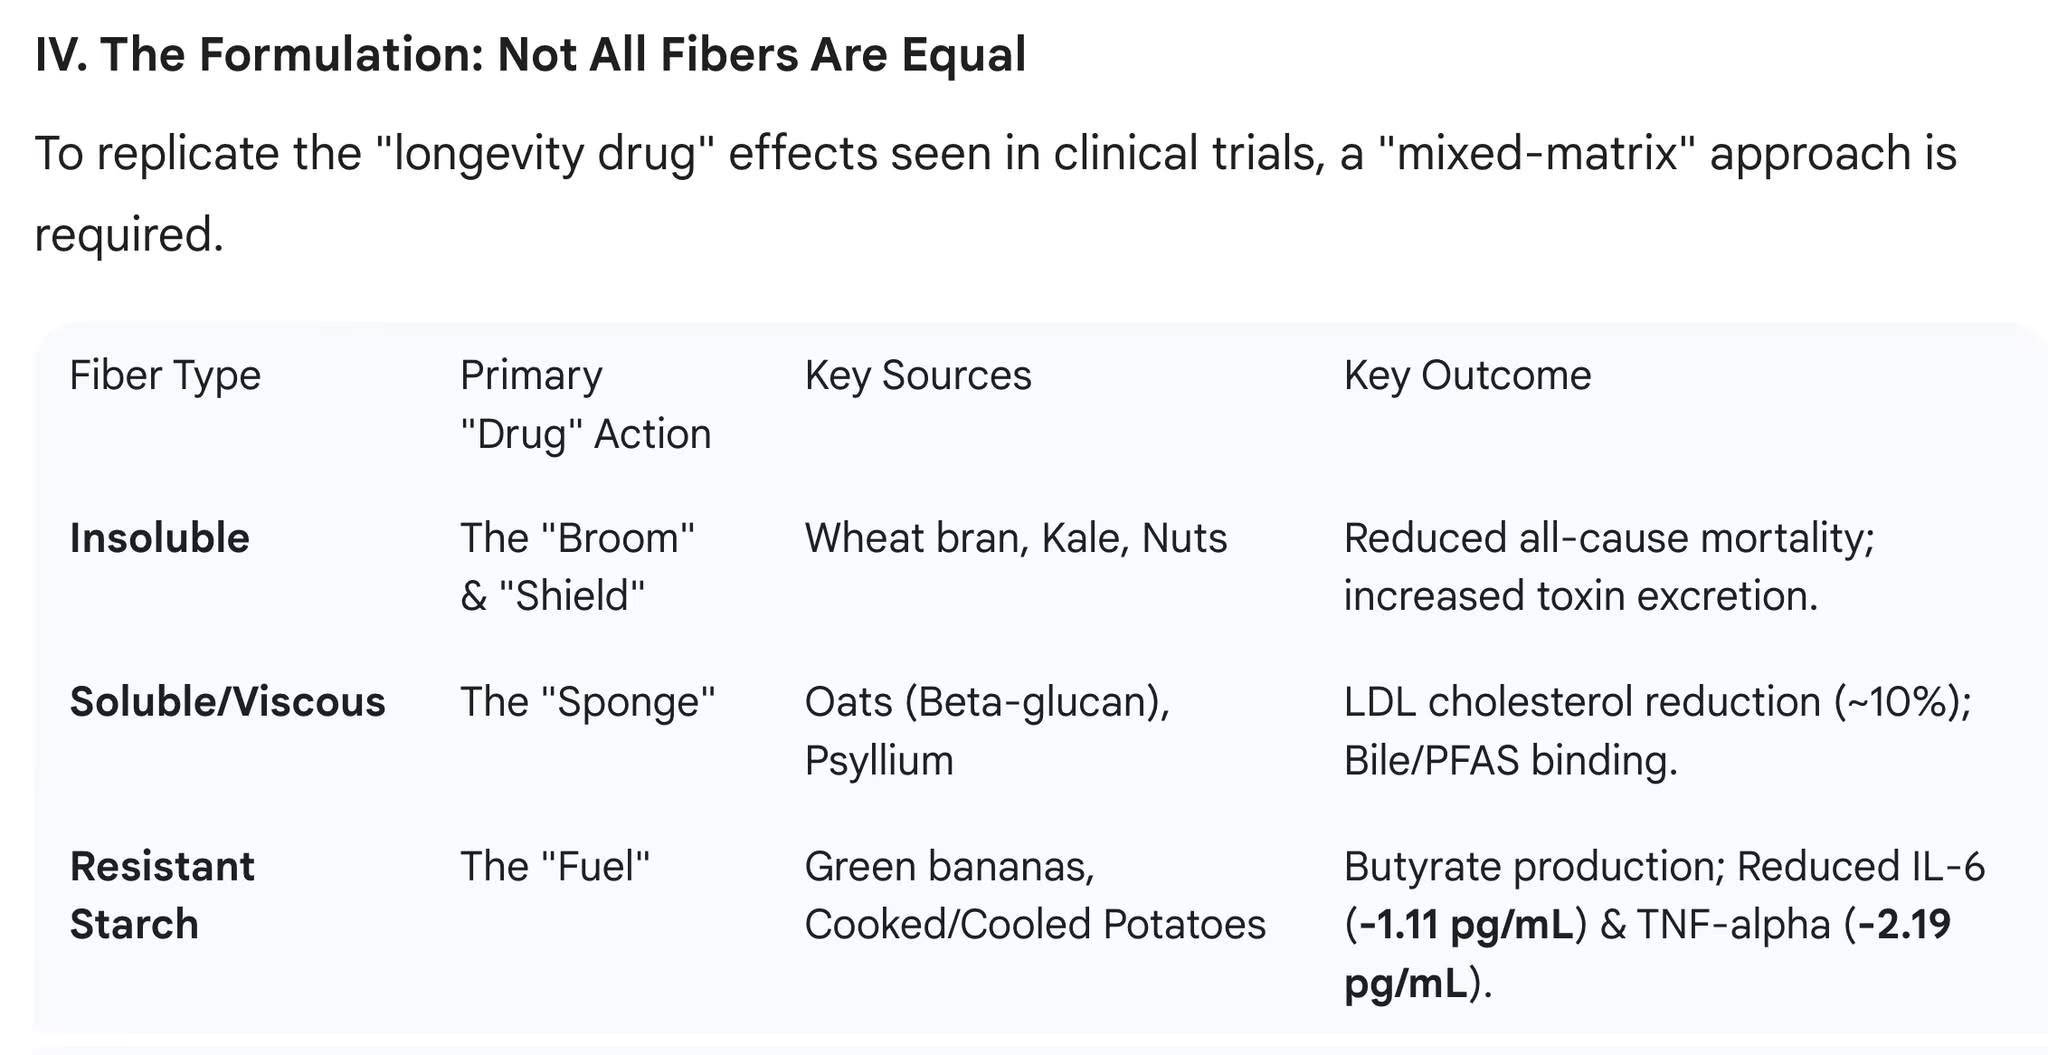 IV. The Formulation: Not All Fibers Are Equal
To replicate the "longevity drug" effects seen in clinical trials, a "mixed-matrix" approach is
required.
Fiber Type
Primary
"Drug" Action
Key Sources
Key Outcome
Insoluble
The "Broom"
& "Shield"
Wheat bran, Kale, Nuts
Reduced all-cause mortality;
increased toxin excretion.
Soluble/Viscous
The "Sponge"
Oats (Beta-glucan),
Psyllium
LDL cholesterol reduction (~10%);
Bile/PFAS binding.
Resistant
Starch
The "Fuel"
Green bananas,
Cooked/Cooled Potatoes
Butyrate production; Reduced IL-6
(-1.11 pg/mL) & TNF-alpha (-2.19
pg/mL).